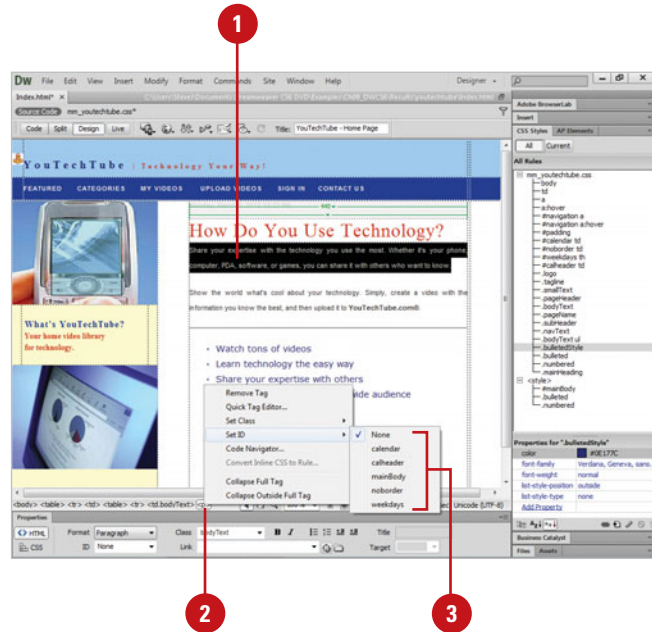 1
DW File Edit View Insert Modify Format Commands Site Window Help Designer
Index.html* ×
Source Code mm_youtechtube.css*
Code Split Design Live Title: YouTechTube - Home Page
YouTechTube | Technology Your Way!
FEATURED CATEGORIES MY VIDEOS UPLOAD VIDEOS SIGN IN CONTACT US
How Do You Use Technology?
Share your expertise with the technology you use the most. Whether it's your phone,
computer, PDA, software, or games, you can share it with others who want to know.
Show the world what's cool about your technology. Simply, create a video with the
information you know the best, and then upload it to YouTechTube.com®.
What's YouTechTube?
Your home video library
for technology.
• Watch tons of videos
• Learn technology the easy way
• Share your expertise with others
wide audience
Remove Tag
Quick Tag Editor...
Set Class
Set ID
Code Navigator...
Convert Inline CSS to Rule...
Collapse Full Tag
Collapse Outside Full Tag
✓ None
calendar
calheader
mainBody
noborder
weekdays
<body> <table> <tr> <td> <table> <tr> <td.bodyText> <p>
Unicode (UTF-8)
Properties
<> HTML Format Paragraph Class bodyText B I Title
CSS ID None Link Target
Adobe BrowserLab
Insert
CSS Styles AP Elements
All Current
All Rules
mm_youtechtube.css
body
td
a
a:hover
#navigation a
#navigation a:hover
#padding
#calendar td
#noborder td
#weekdays th
#calheader td
.logo
.tagline
.smallText
.pageHeader
.bodyText
.pageName
.subHeader
.navText
.bodyText ul
.bulletedStyle
.bulleted
.numbered
.mainHeading
<style>
#mainBody
.bulleted
.numbered
Properties for ".bulletedStyle"
color #0E177C
font-family Verdana, Geneva, sans.
font-weight normal
list-style-position outside
list-style-type none
Add Property
Business Catalyst
Files Assets
2
3